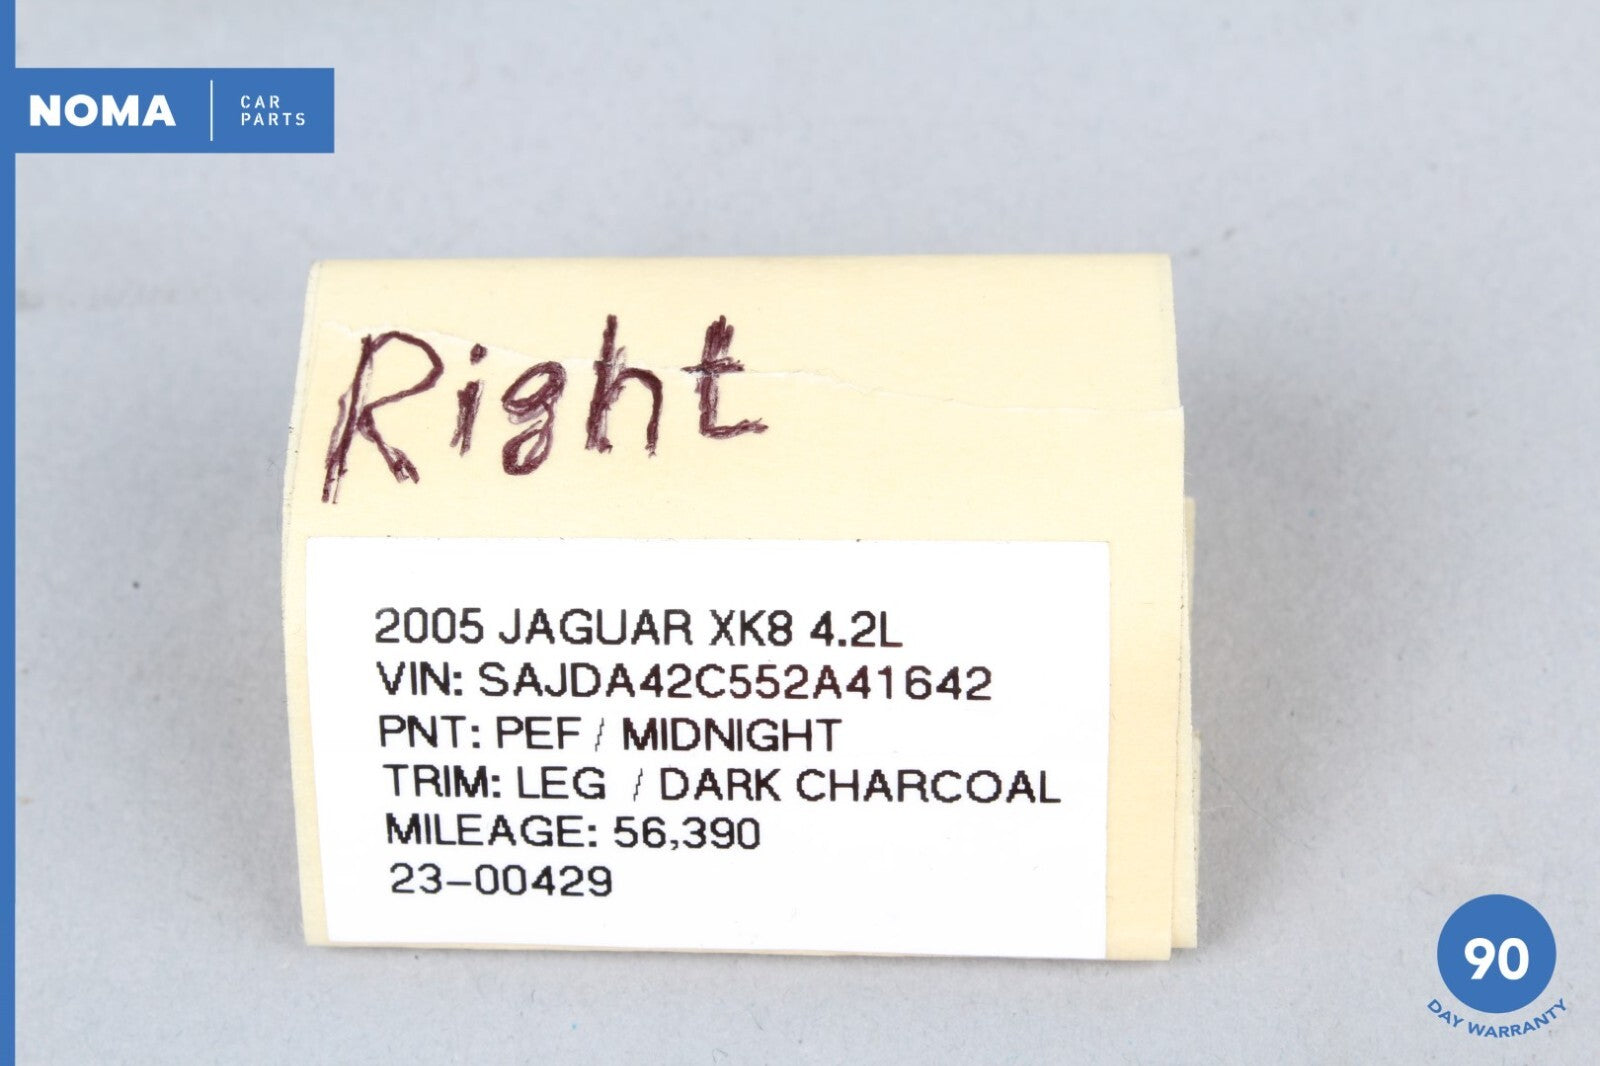 NOMA
CAR
PARTS
Right
2005 JAGUAR XK8 4.2L
VIN: SAJDA42C552A41642
PNT: PEF / MIDNIGHT
TRIM: LEG / DARK CHARCOAL
MILEAGE: 56,390
23-00429
90
DAY WARRANTY